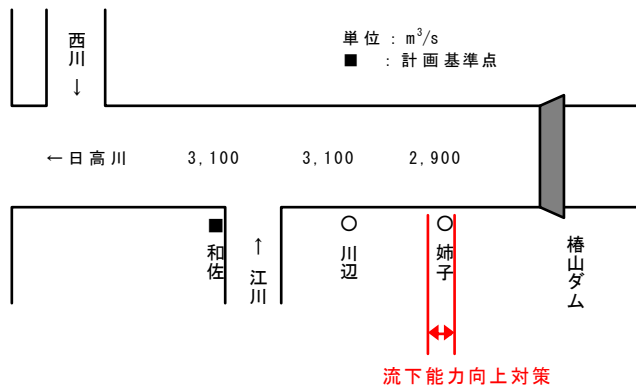 西川
↓
単位：m³/s
■ ：計画基準点
←日高川 3,100 3,100 2,900
■
和佐
↑
江川
○
川辺
○
姉子
椿山ダム
流下能力向上対策